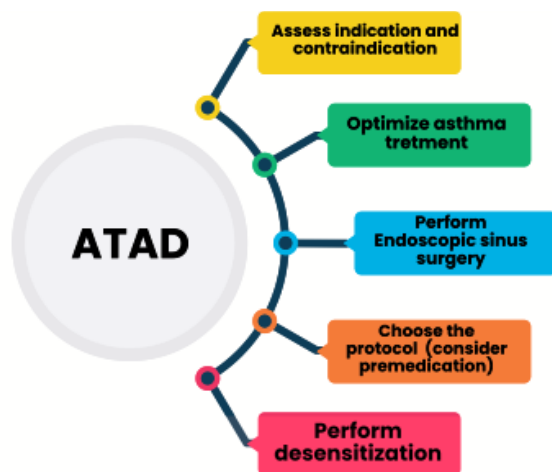 Assess indication and
contraindication
Optimize asthma
tretment
ATAD
Perform
Endoscopic sinus
surgery
Choose the
protocol (consider
premedication)
Perform
desensitization